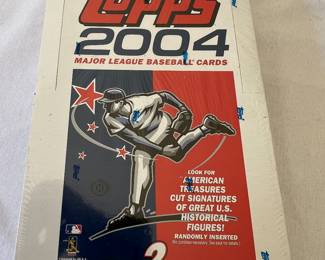 Topps
2004
MAJOR LEAGUE BASEBALL CARDS
LOOK FOR
AMERICAN
TREASURES
CUT SIGNATURES
OF GREAT U.S.
HISTORICAL
FIGURES!
RANDOMLY INSERTED
2